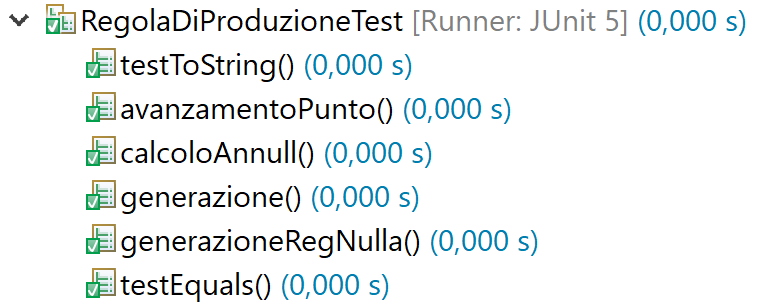 RegolaDiProduzioneTest [Runner: JUnit 5] (0,000 s)
testToString() (0,000 s)
avanzamentoPunto() (0,000 s)
calcoloAnnull() (0,000 s)
generazione() (0,000 s)
generazioneRegNulla() (0,000 s)
testEquals() (0,000 s)